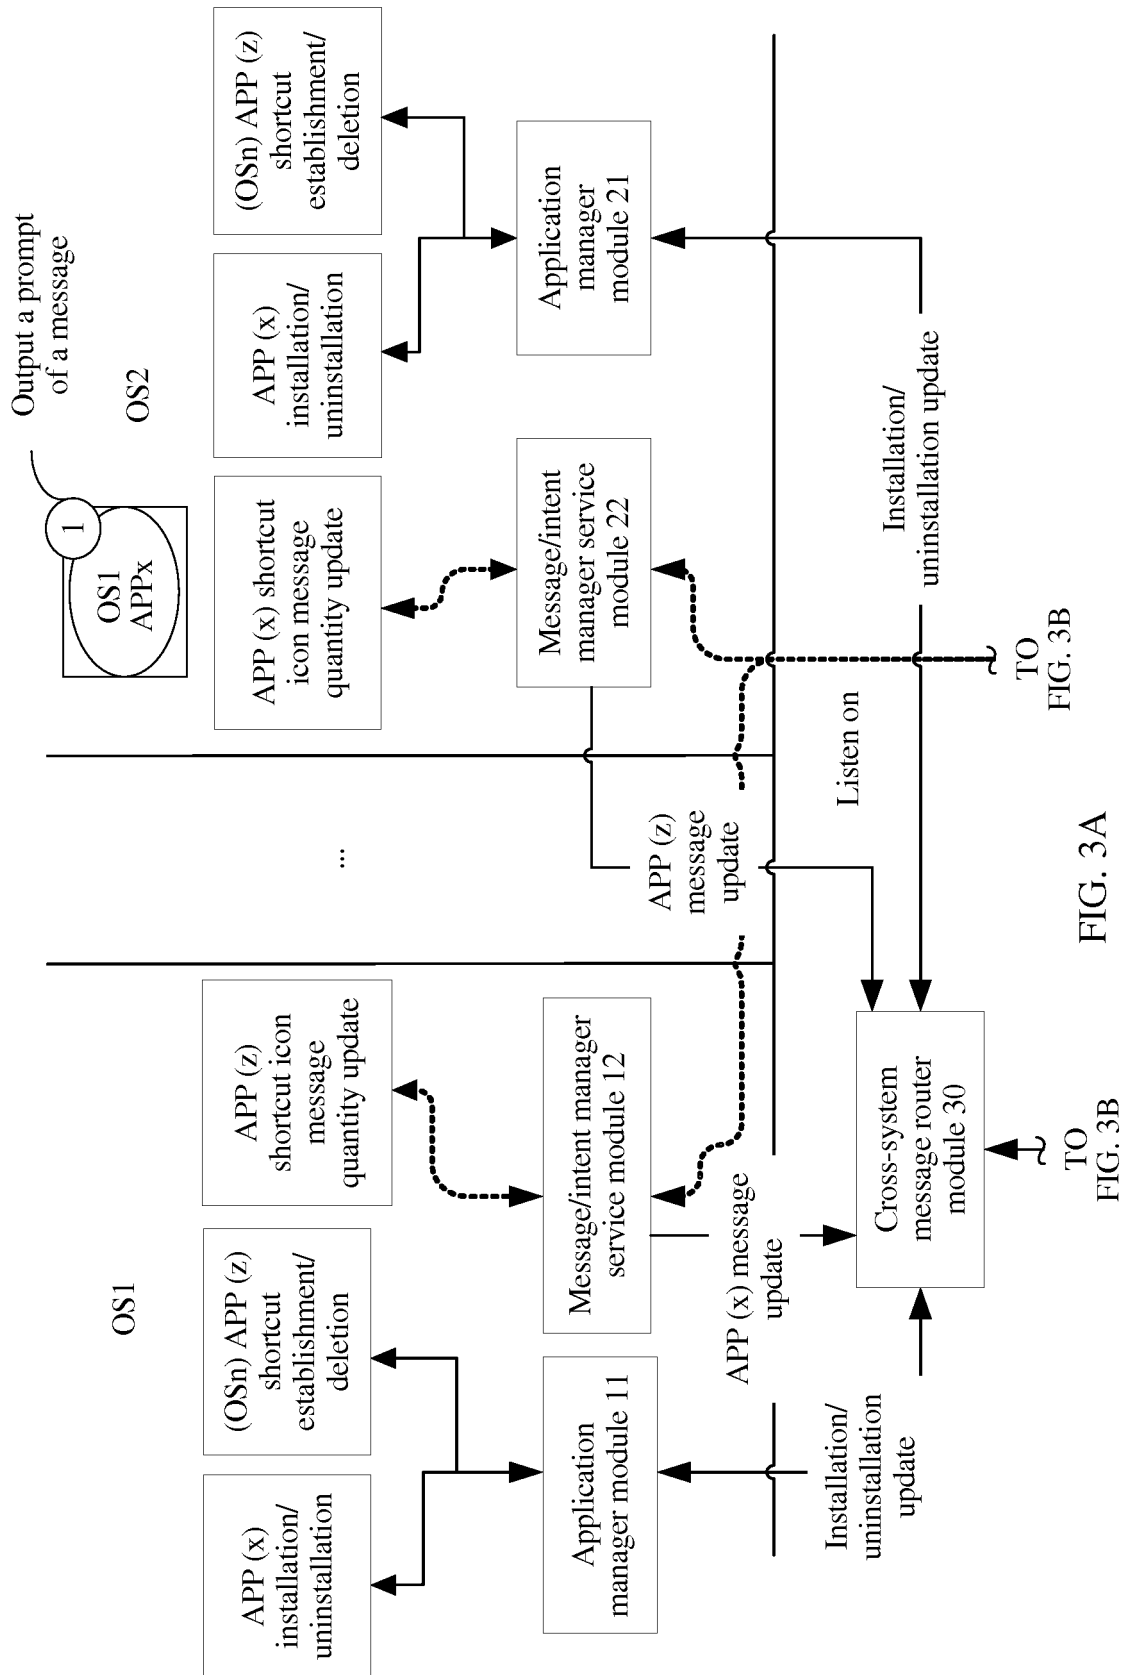 Output a prompt
of a message
OS1
OS2
1
OS1
APPx
APP (x)
installation/
uninstallation
(OSn) APP (z)
shortcut
establishment/
deletion
APP (z)
shortcut icon
message
quantity update
...
APP (x) shortcut
icon message
quantity update
APP (x)
installation/
uninstallation
(OSn) APP (z)
shortcut
establishment/
deletion
Application
manager module 11
Message/intent manager
service module 12
Message/intent
manager service
module 22
Application
manager
module 21
APP (z)
message
update
APP (x) message
update
Listen on
Installation/
uninstallation update
Installation/
uninstallation
update
Cross-system
message router
module 30
TO
FIG. 3B
TO
FIG. 3B
FIG. 3A